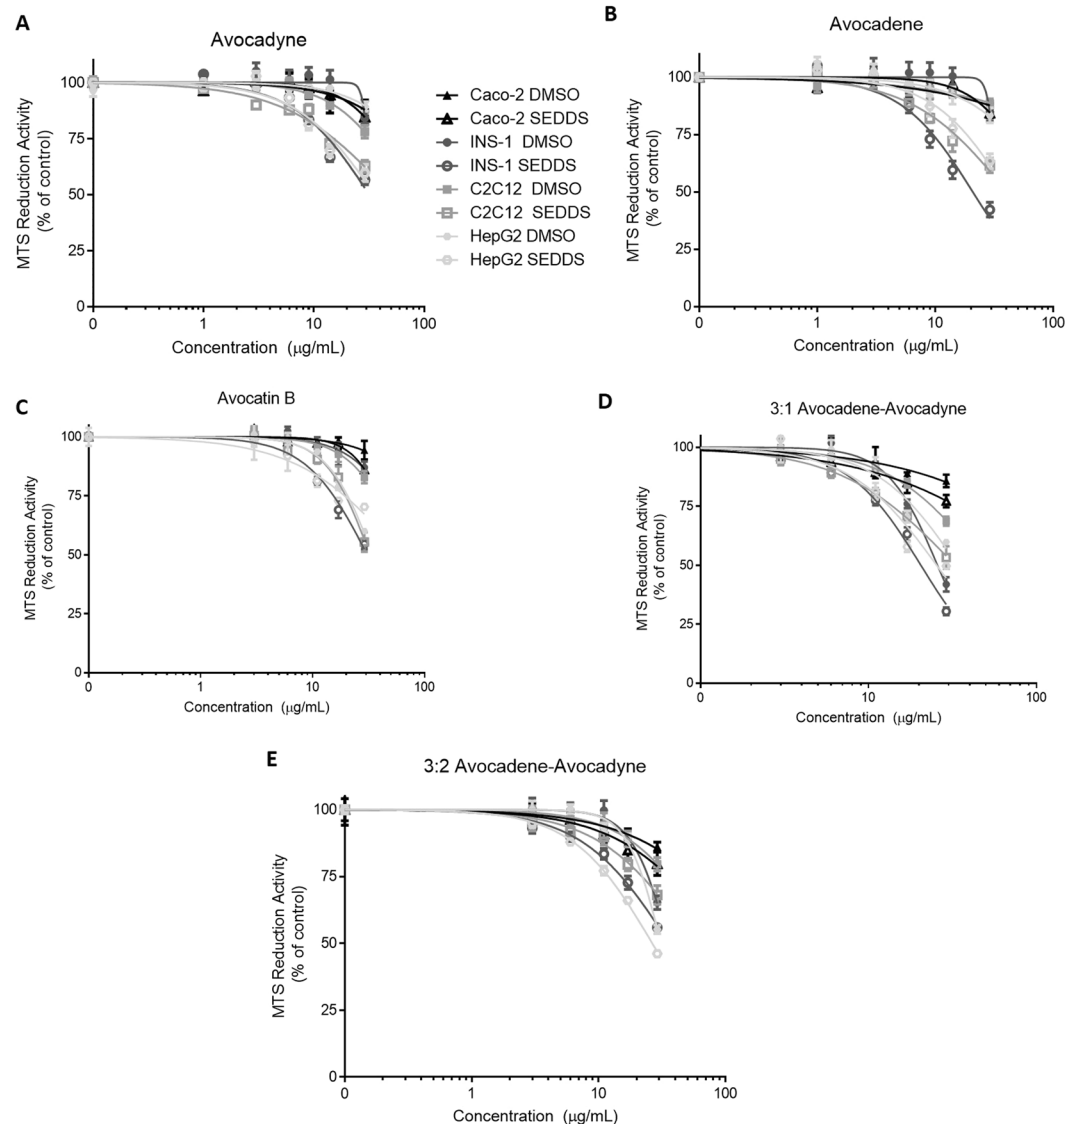 A
Avocadyne
MTS Reduction Activity
(% of control)
100
75
50
25
0
0
1
10
100
Concentration (μg/mL)
Caco-2 DMSO
Caco-2 SEDDS
INS-1 DMSO
INS-1 SEDDS
C2C12 DMSO
C2C12 SEDDS
HepG2 DMSO
HepG2 SEDDS
B
Avocadene
MTS Reduction Activity
(% of control)
100
75
50
25
0
0
1
10
100
Concentration (μg/mL)
C
Avocatin B
MTS Reduction Activity
(% of control)
100
75
50
25
0
0
1
10
100
Concentration (μg/mL)
D
3:1 Avocadene-Avocadyne
MTS Reduction Activity
(% of control)
100
75
50
25
0
0
10
100
Concentration (μg/mL)
E
3:2 Avocadene-Avocadyne
MTS Reduction Activity
(% of control)
100
75
50
25
0
0
1
10
100
Concentration (μg/mL)